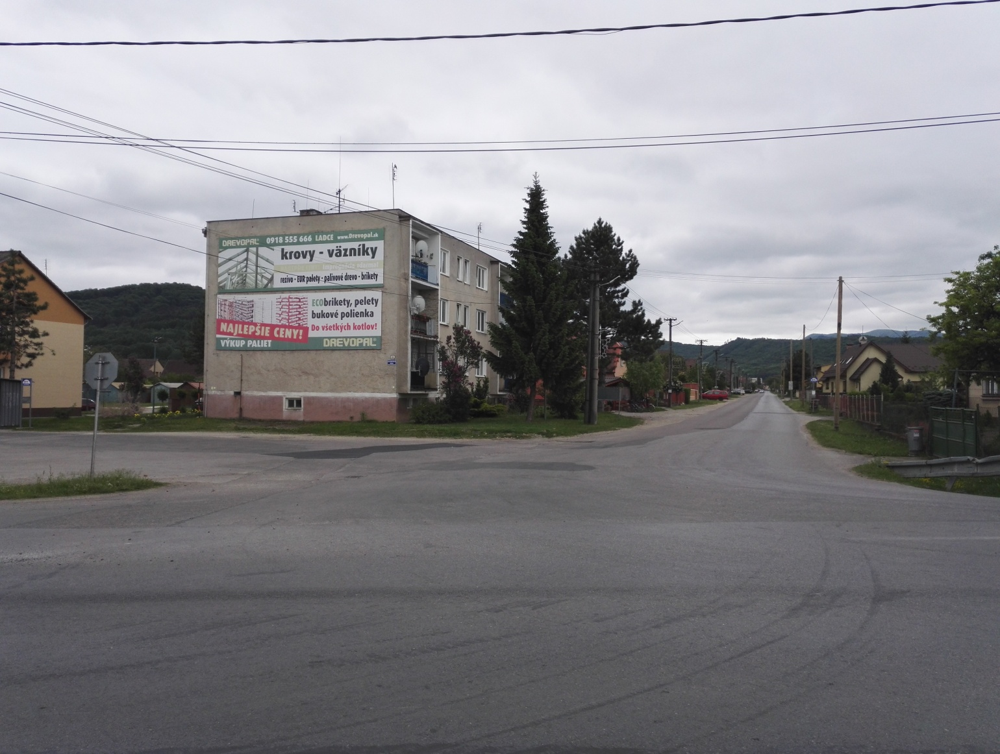 DREVOPAL 0918 555 666 LADCE www.Drevopal.sk
krovy - väzníky
Impregnácia zdarma!
rezivo - EUR palety - palivové drevo - brikety
ECObrikety, pelety
bukové polienka
NAJLEPŠIE CENY! Do všetkých kotlov!
VÝKUP PALIET DREVOPAL